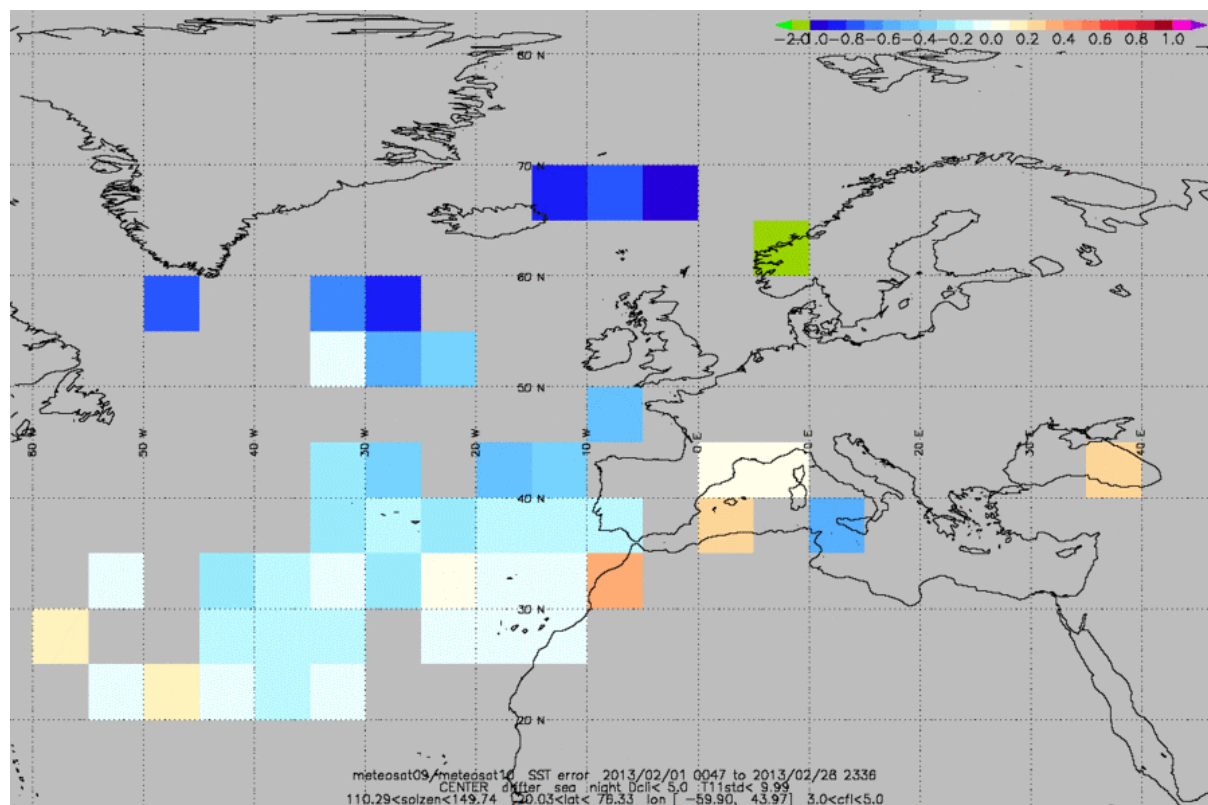 -2.0 1.0 -0.8 -0.6 -0.4 -0.2 0.0 0.2 0.4 0.6 0.8 1.0
80 N
70 N
60 N
50 N
60 W 50 W 40 W 30 W 20 W 10 W 0 E 10 E 20 E 30 E 40 E
40 N
30 N
20 N
meteosat09/meteosat10 SST error 2013/02/01 0047 to 2013/02/28 2336
CENTER drifter sea night Dcli< 5.0 T11std< 9.99
110.29<solzen<149.74 20.03<lat< 76.33 lon [ -59.90, 43.97] 3.0<cfl<5.0